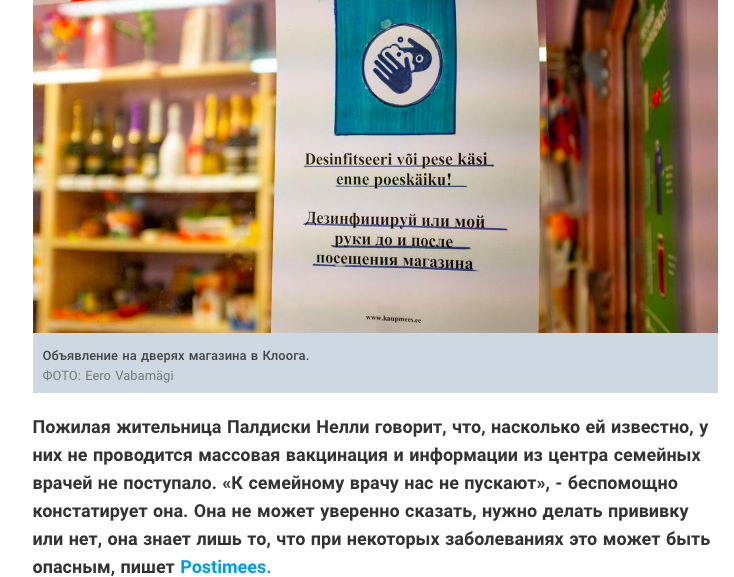 Desinfitseeri või pese käsi
enne poeskäiku!
Дезинфицируй или мой
руки до и после
посещения магазина
www.kaupmees.ee
Объявление на дверях магазина в Клоога.
ФОТО: Eero Vabamägi
Пожилая жительница Палдиски Нелли говорит, что, насколько ей известно, у
них не проводится массовая вакцинация и информации из центра семейных
врачей не поступало. «К семейному врачу нас не пускают», - беспомощно
констатирует она. Она не может уверенно сказать, нужно делать прививку
или нет, она знает лишь то, что при некоторых заболеваниях это может быть
опасным, пишет Postimees.